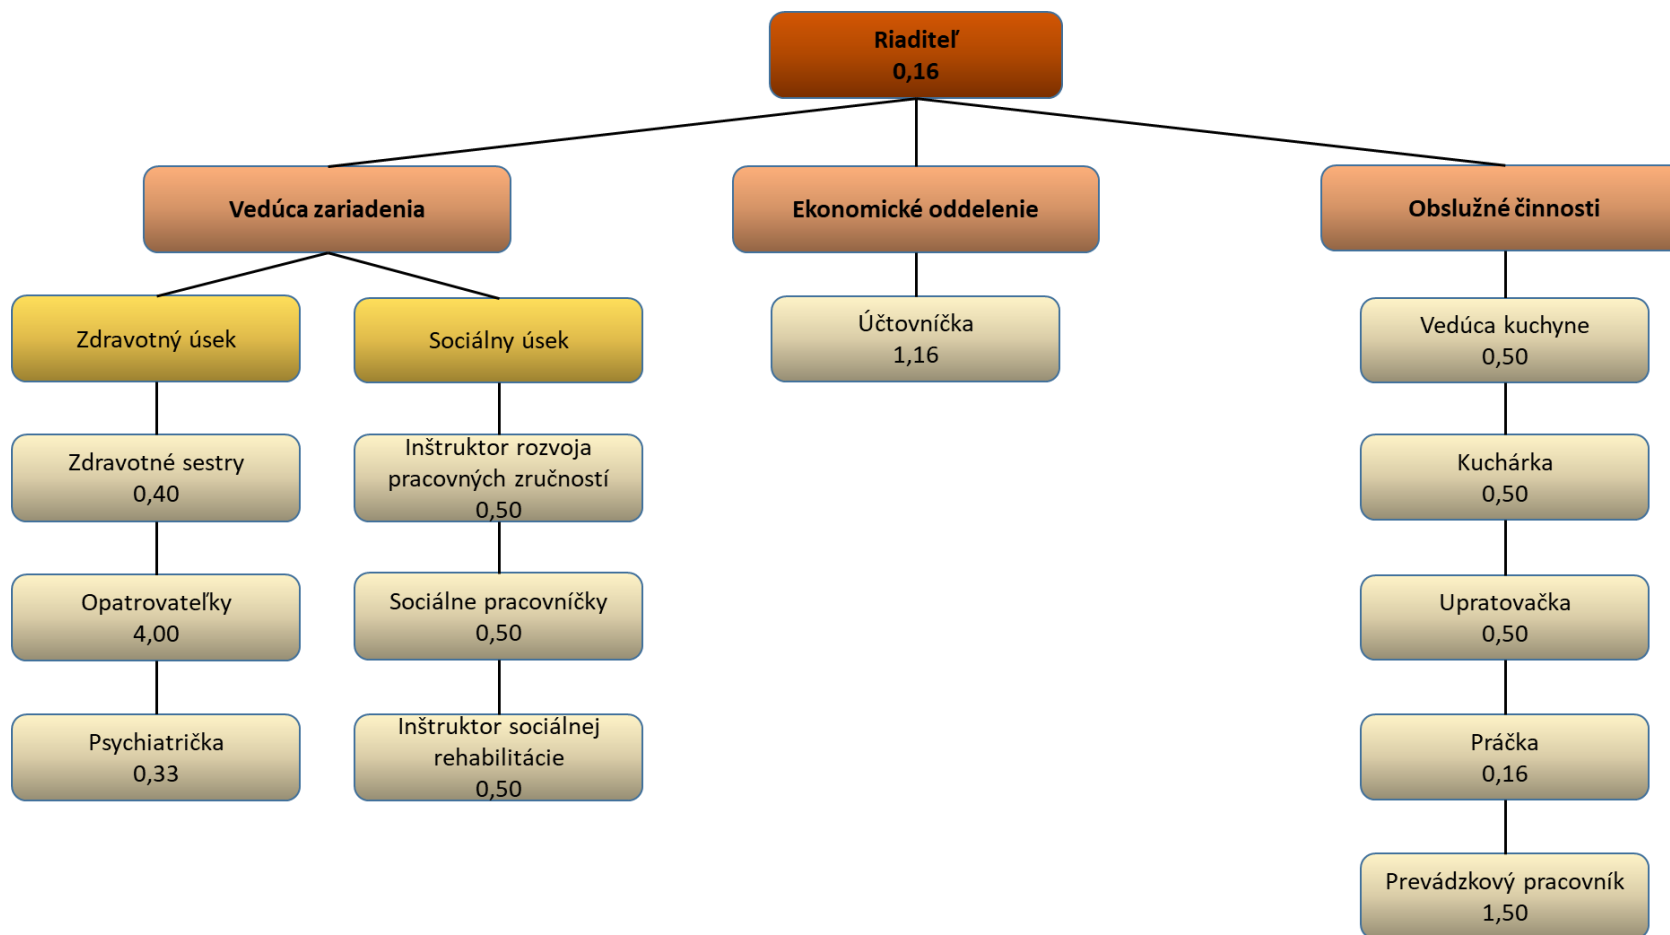 Riaditeľ
0,16
Vedúca zariadenia
Ekonomické oddelenie
Obslužné činnosti
Zdravotný úsek
Sociálny úsek
Účtovníčka
1,16
Vedúca kuchyne
0,50
Zdravotné sestry
0,40
Inštruktor rozvoja
pracovných zručností
0,50
Kuchárka
0,50
Opatrovateľky
4,00
Sociálne pracovníčky
0,50
Upratovačka
0,50
Psychiatrička
0,33
Inštruktor sociálnej
rehabilitácie
0,50
Práčka
0,16
Prevádzkový pracovník
1,50